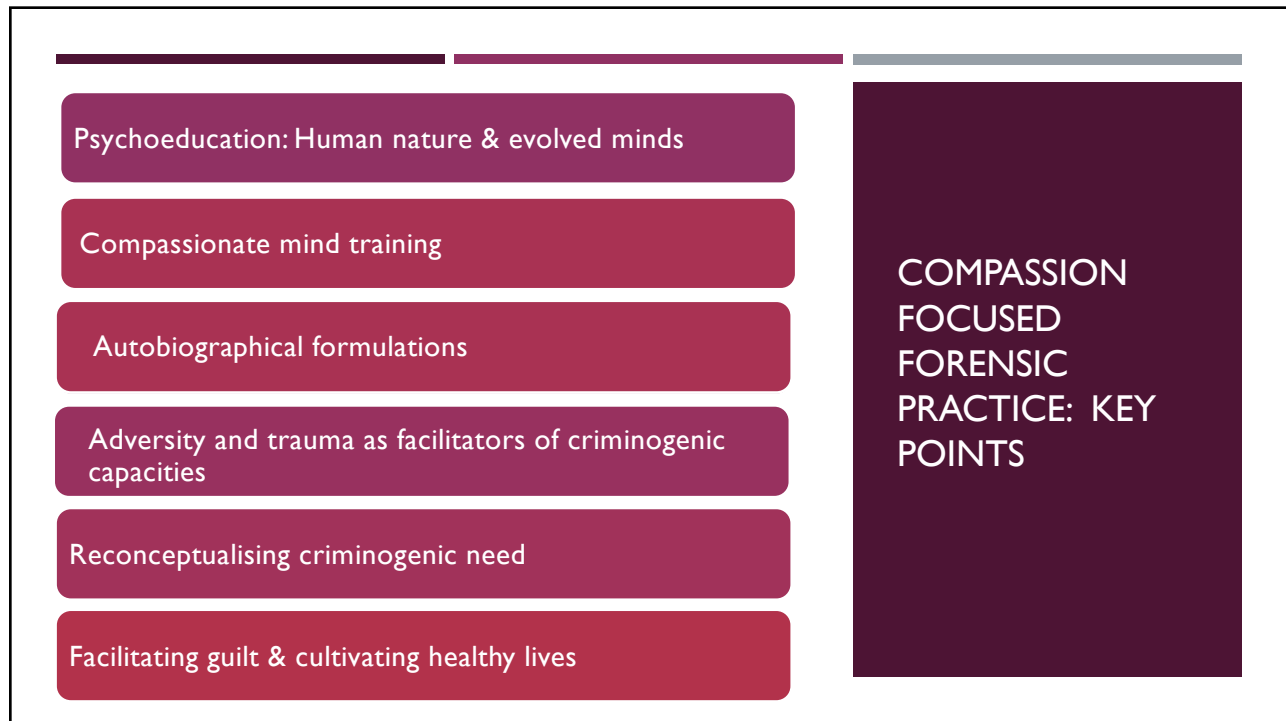 Psychoeducation: Human nature & evolved minds
Compassionate mind training
Autobiographical formulations
Adversity and trauma as facilitators of criminogenic
capacities
Reconceptualising criminogenic need
Facilitating guilt & cultivating healthy lives
COMPASSION
FOCUSED
FORENSIC
PRACTICE: KEY
POINTS